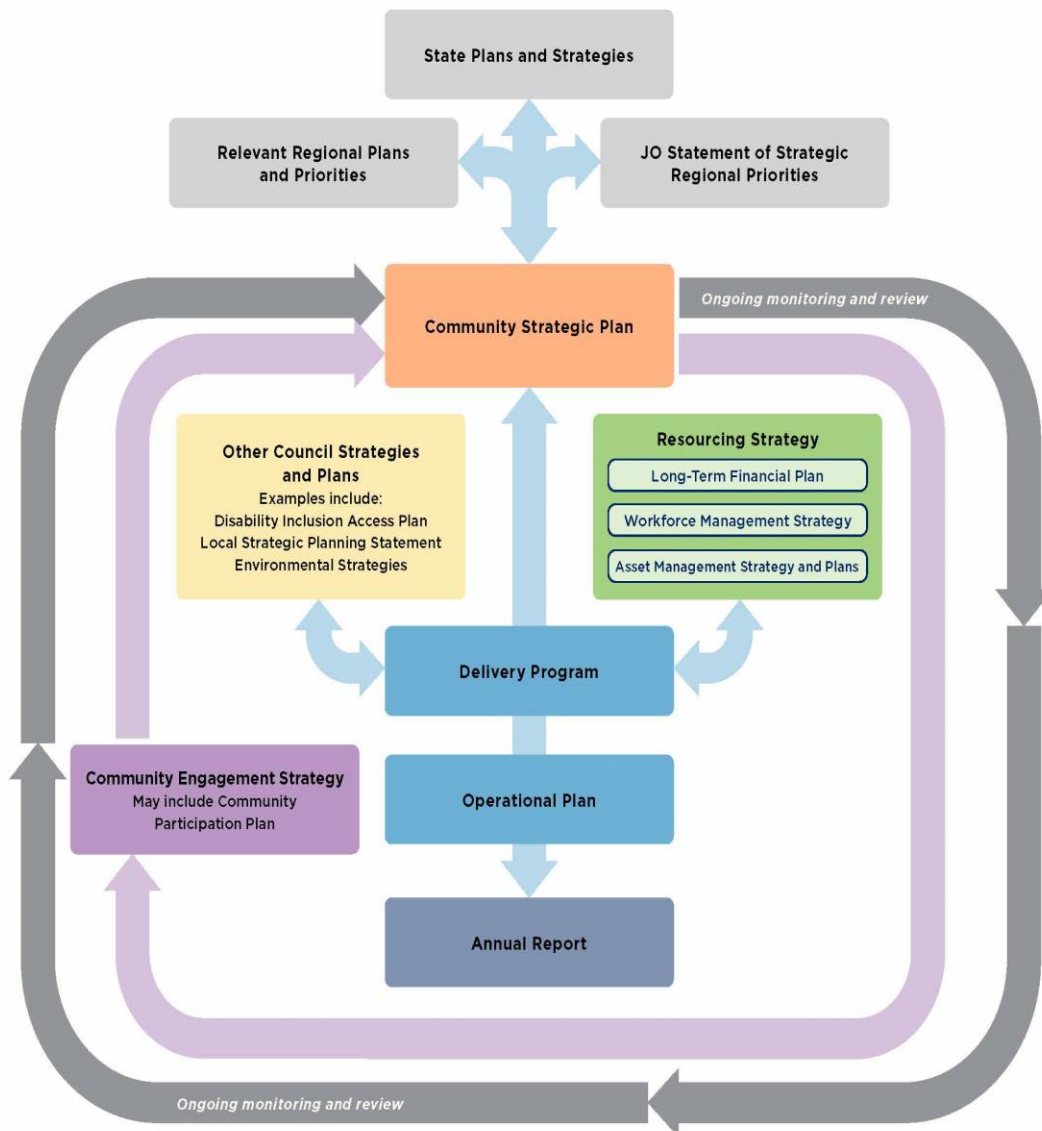 State Plans and Strategies
Relevant Regional Plans
and Priorities
JO Statement of Strategic
Regional Priorities
Community Strategic Plan
Ongoing monitoring and review
Other Council Strategies
and Plans
Examples include:
Disability Inclusion Access Plan
Local Strategic Planning Statement
Environmental Strategies
Resourcing Strategy
Long-Term Financial Plan
Workforce Management Strategy
Asset Management Strategy and Plans
Delivery Program
Community Engagement Strategy
May include Community
Participation Plan
Operational Plan
Annual Report
Ongoing monitoring and review